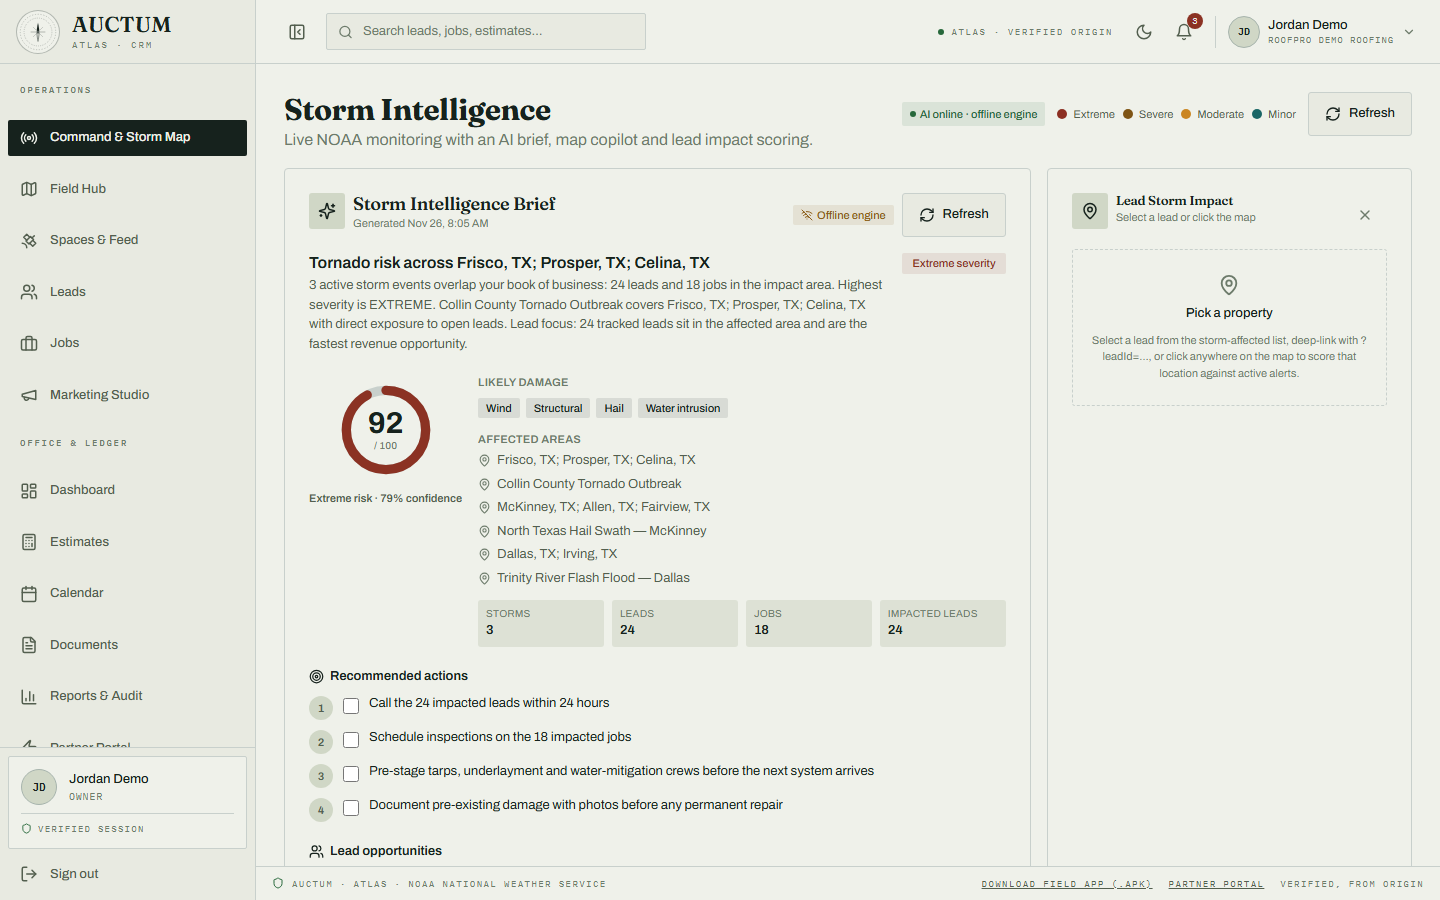 AUCTUM
ATLAS · CRM
Search leads, jobs, estimates...
ATLAS · VERIFIED ORIGIN
3
JD
Jordan Demo
ROOFPRO DEMO ROOFING
OPERATIONS
Command & Storm Map
Field Hub
Spaces & Feed
Leads
Jobs
Marketing Studio
OFFICE & LEDGER
Dashboard
Estimates
Calendar
Documents
Reports & Audit
Partner Portal
JD
Jordan Demo
OWNER
VERIFIED SESSION
Sign out
Storm Intelligence
Live NOAA monitoring with an AI brief, map copilot and lead impact scoring.
AI online · offline engine
Extreme
Severe
Moderate
Minor
Refresh
Storm Intelligence Brief
Generated Nov 26, 8:05 AM
Offline engine
Refresh
Tornado risk across Frisco, TX; Prosper, TX; Celina, TX
Extreme severity
3 active storm events overlap your book of business: 24 leads and 18 jobs in the impact area. Highest
severity is EXTREME. Collin County Tornado Outbreak covers Frisco, TX; Prosper, TX; Celina, TX
with direct exposure to open leads. Lead focus: 24 tracked leads sit in the affected area and are the
fastest revenue opportunity.
92
/ 100
Extreme risk · 79% confidence
LIKELY DAMAGE
Wind
Structural
Hail
Water intrusion
AFFECTED AREAS
Frisco, TX; Prosper, TX; Celina, TX
Collin County Tornado Outbreak
McKinney, TX; Allen, TX; Fairview, TX
North Texas Hail Swath — McKinney
Dallas, TX; Irving, TX
Trinity River Flash Flood — Dallas
STORMS
3
LEADS
24
JOBS
18
IMPACTED LEADS
24
Recommended actions
1
Call the 24 impacted leads within 24 hours
2
Schedule inspections on the 18 impacted jobs
3
Pre-stage tarps, underlayment and water-mitigation crews before the next system arrives
4
Document pre-existing damage with photos before any permanent repair
Lead opportunities
Lead Storm Impact
Select a lead or click the map
Pick a property
Select a lead from the storm-affected list, deep-link with ?
leadId=..., or click anywhere on the map to score that
location against active alerts.
AUCTUM · ATLAS · NOAA NATIONAL WEATHER SERVICE
DOWNLOAD FIELD APP (.APK)
PARTNER PORTAL
VERIFIED, FROM ORIGIN